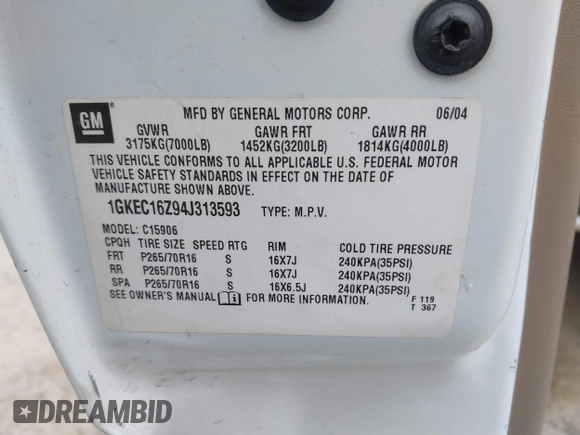 GM
MFD BY GENERAL MOTORS CORP. 06/04
GVWR GAWR FRT GAWR RR
3175KG(7000LB) 1452KG(3200LB) 1814KG(4000LB)
THIS VEHICLE CONFORMS TO ALL APPLICABLE U.S. FEDERAL MOTOR
VEHICLE SAFETY STANDARDS IN EFFECT ON THE DATE OF
MANUFACTURE SHOWN ABOVE.
1GKEC16Z94J313593 TYPE: M.P.V.
MODEL: C15906
CPQH TIRE SIZE SPEED RTG RIM COLD TIRE PRESSURE
FRT P265/70R16 S 16X7J 240KPA(35PSI)
RR P265/70R16 S 16X7J 240KPA(35PSI)
SPA P265/70R16 S 16X6.5J 240KPA(35PSI)
SEE OWNER'S MANUAL FOR MORE INFORMATION.
F 119
T 367
DREAMBID